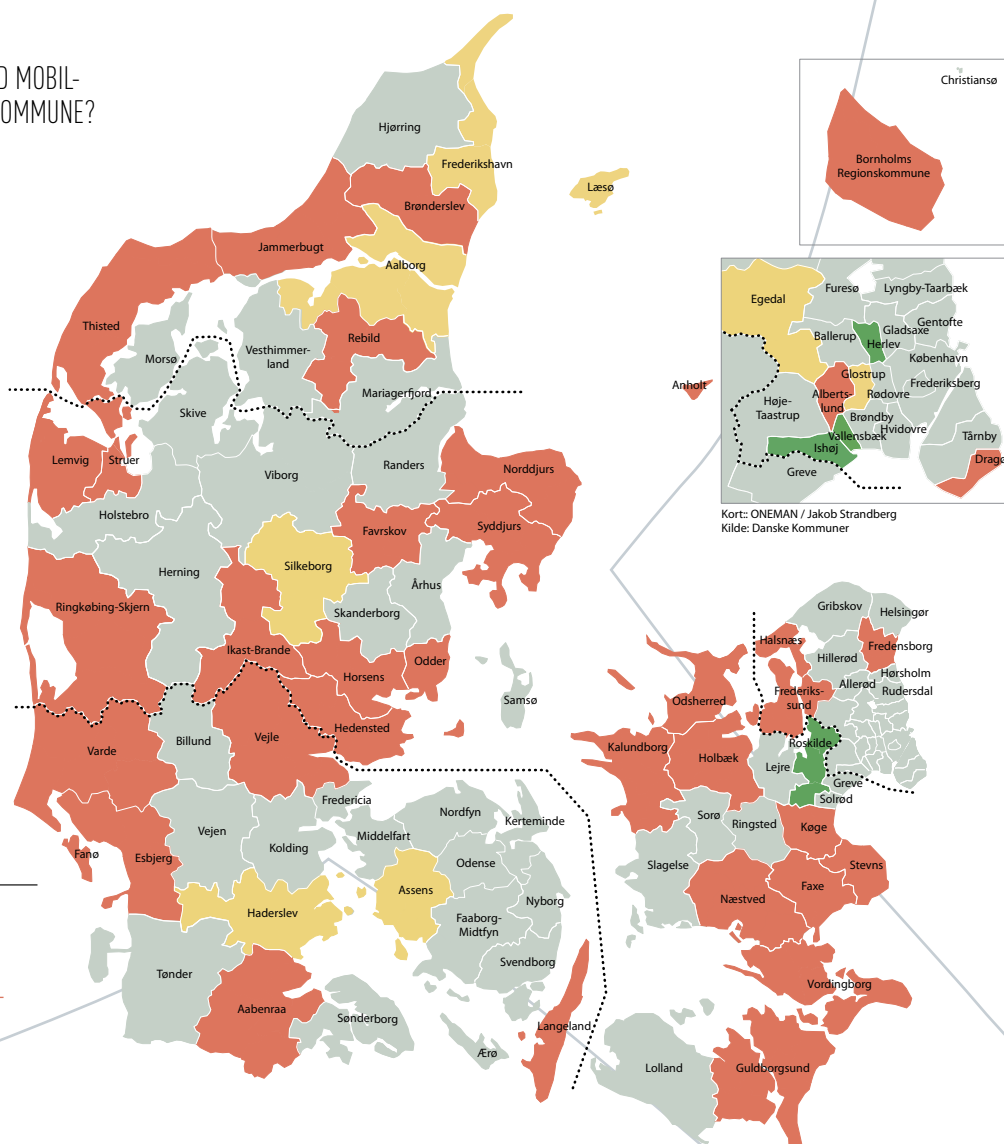 D MOBIL-
OMMUNE?
Christiansø
Bornholms
Regionskommune
Hjørring
Frederikshavn
Læsø
Brønderslev
Jammerbugt
Aalborg
Thisted
Rebild
Morsø
Vesthimmer-
land
Mariagerfjord
Skive
Anholt
Egedal
Furesø
Lyngby-Taarbæk
Gentofte
Gladsaxe
Ballerup
Herlev
København
Glostrup
Frederiksberg
Alberts-
lund
Rødovre
Høje-
Taastrup
Brøndby
Hvidovre
Vallensbæk
Ishøj
Tårnby
Ishøj
Dragø
Greve
Kort:: ONEMAN / Jakob Strandberg
Kilde: Danske Kommuner
Lemvig
Struer
Viborg
Randers
Norddjurs
Holstebro
Favrskov
Syddjurs
Silkeborg
Herning
Århus
Skanderborg
Ringkøbing-Skjern
Ikast-Brande
Odder
Horsens
Samsø
Hedensted
Varde
Billund
Vejle
Gribskov
Helsingør
Halsnæs
Fredensborg
Hillerød
Hørsholm
Allerød
Rudersdal
Frederiks-
sund
Odsherred
Kalundborg
Roskilde
Holbæk
Lejre
Greve
Solrød
Sorø
Ringsted
Køge
Slagelse
Stevns
Faxe
Næstved
Vordingborg
Fredericia
Nordfyn
Kerteminde
Vejen
Kolding
Middelfart
Fanø
Esbjerg
Odense
Assens
Nyborg
Haderslev
Faaborg-
Midtfyn
Svendborg
Tønder
Aabenraa
Sønderborg
Langeland
Ærø
Lolland
Guldborgsund